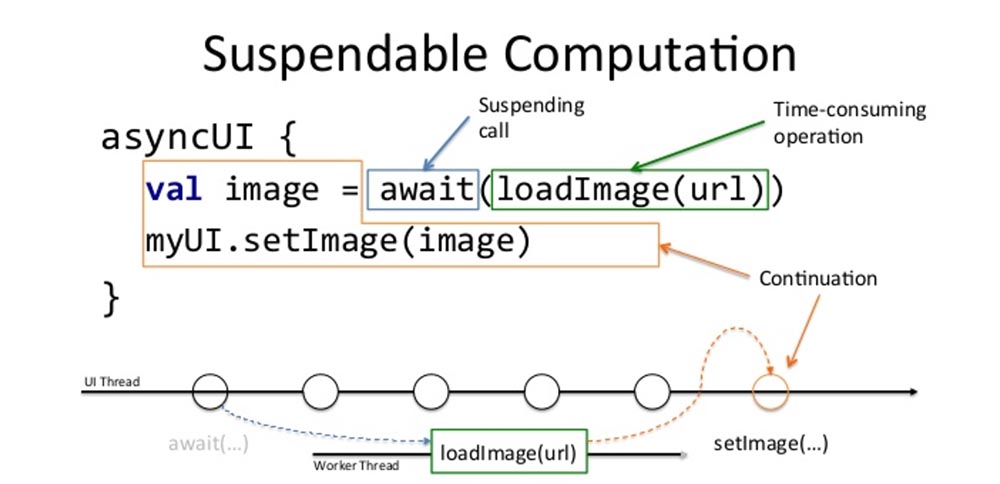 Suspendable Computation
Suspending
call
Time-consuming
operation
asyncUI {
val image = await(loadImage(url))
myUI.setImage(image)
}
Continuation
UI Thread
await(...)
loadImage(url)
setImage(...)
Worker Thread